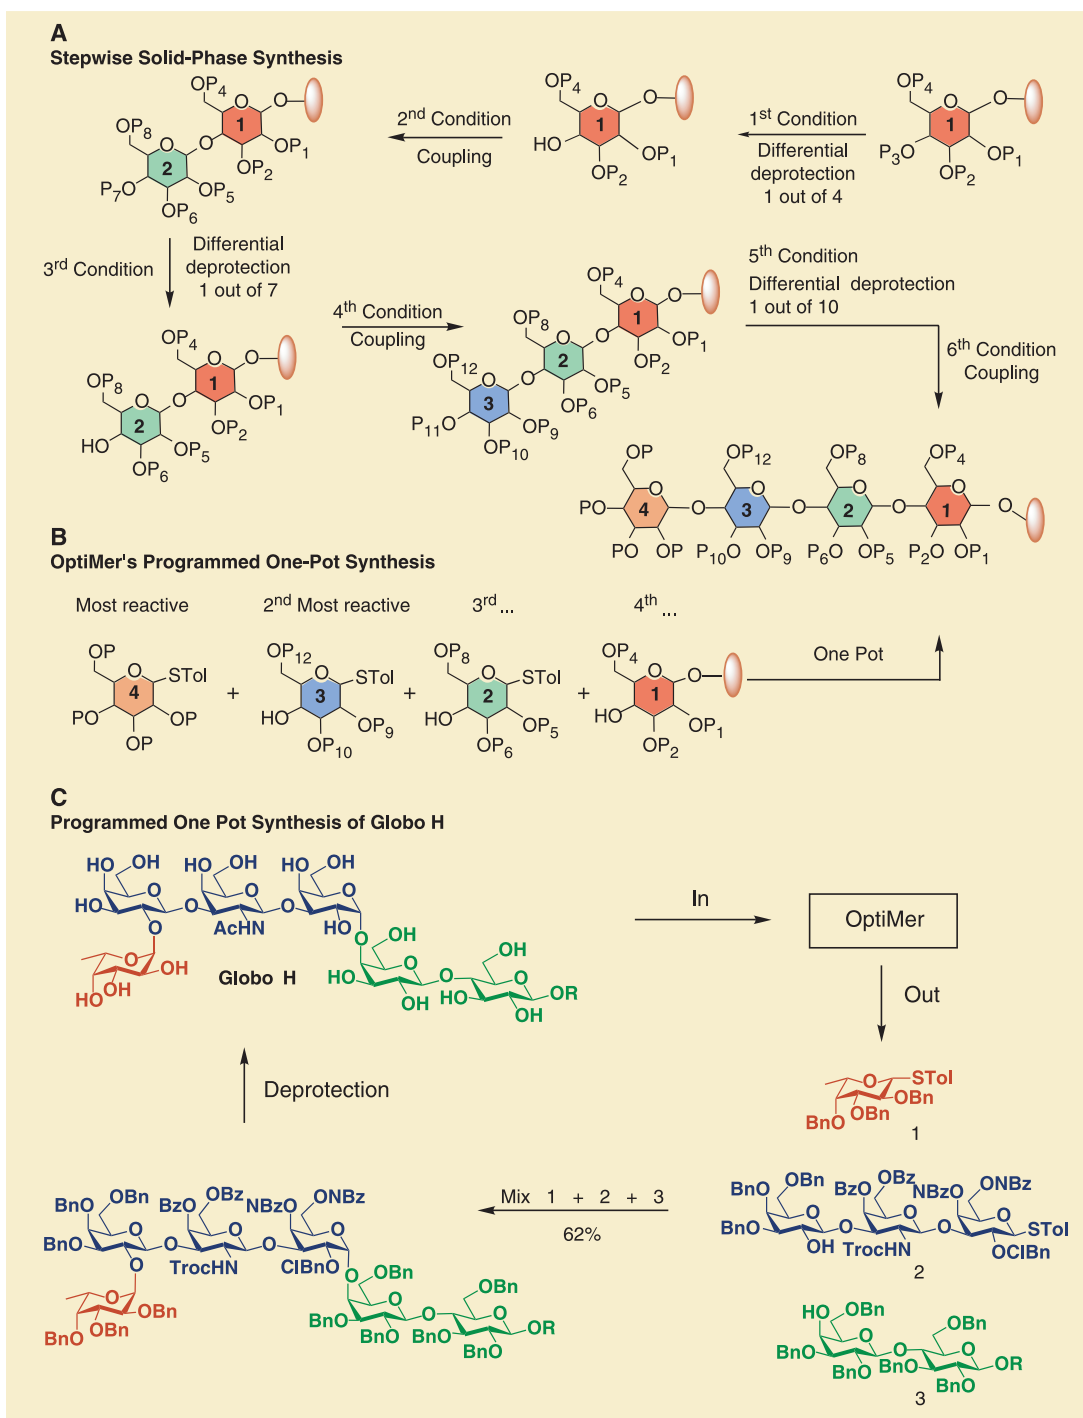 A
Stepwise Solid-Phase Synthesis
OP4
O
O
1
OP1
OP2
OP8
O
O
2
P7O
OP5
OP6
2nd Condition
Coupling
OP4
O
O
1
HO
OP1
OP2
1st Condition
Differential
deprotection
1 out of 4
OP4
O
O
1
P3O
OP1
OP2
3rd Condition
Differential
deprotection
1 out of 7
OP4
O
O
1
OP1
OP2
OP8
O
O
2
HO
OP5
OP6
4th Condition
Coupling
OP4
O
O
1
OP1
OP2
OP8
O
O
2
OP5
OP6
OP12
O
O
3
P11O
OP9
OP10
5th Condition
Differential deprotection
1 out of 10
6th Condition
Coupling
OP
OP12
OP8
OP4
O
O
O
O
PO
4
O
3
O
2
O
1
O
PO
OP
P10O
OP9
P6O
OP5
P2O
OP1
B
OptiMer's Programmed One-Pot Synthesis
Most reactive
2nd Most reactive
3rd ...
4th ...
OP
O
STol
4
PO
OP
OP
+
OP12
O
STol
3
HO
OP9
OP10
+
OP8
O
STol
2
HO
OP5
OP6
+
OP4
O
O
1
HO
OP1
OP2
One Pot
C
Programmed One Pot Synthesis of Globo H
HO OH HO OH HO OH
O O O
HO O O
O AcHN HO
O OH
O OH
HO O O O OR
HO OH HO OH
OH HO
Globo H
In
OptiMer
Out
O STol
OBn
OBn
BnO
1
Deprotection
BnO OBn BzO OBz NBzO ONBz
O O O
BnO O O STol
OH TrocHN OClBn
2
Mix 1 + 2 + 3
62%
BnO OBn BzO OBz NBzO ONBz
O O O
BnO O O
O TrocHN ClBnO
O OBn OBn
O OBn O O O
BnO OBn BnO BnO OR
BnO BnO
HO OBn OBn
O O O
BnO BnO BnO OR
BnO
3